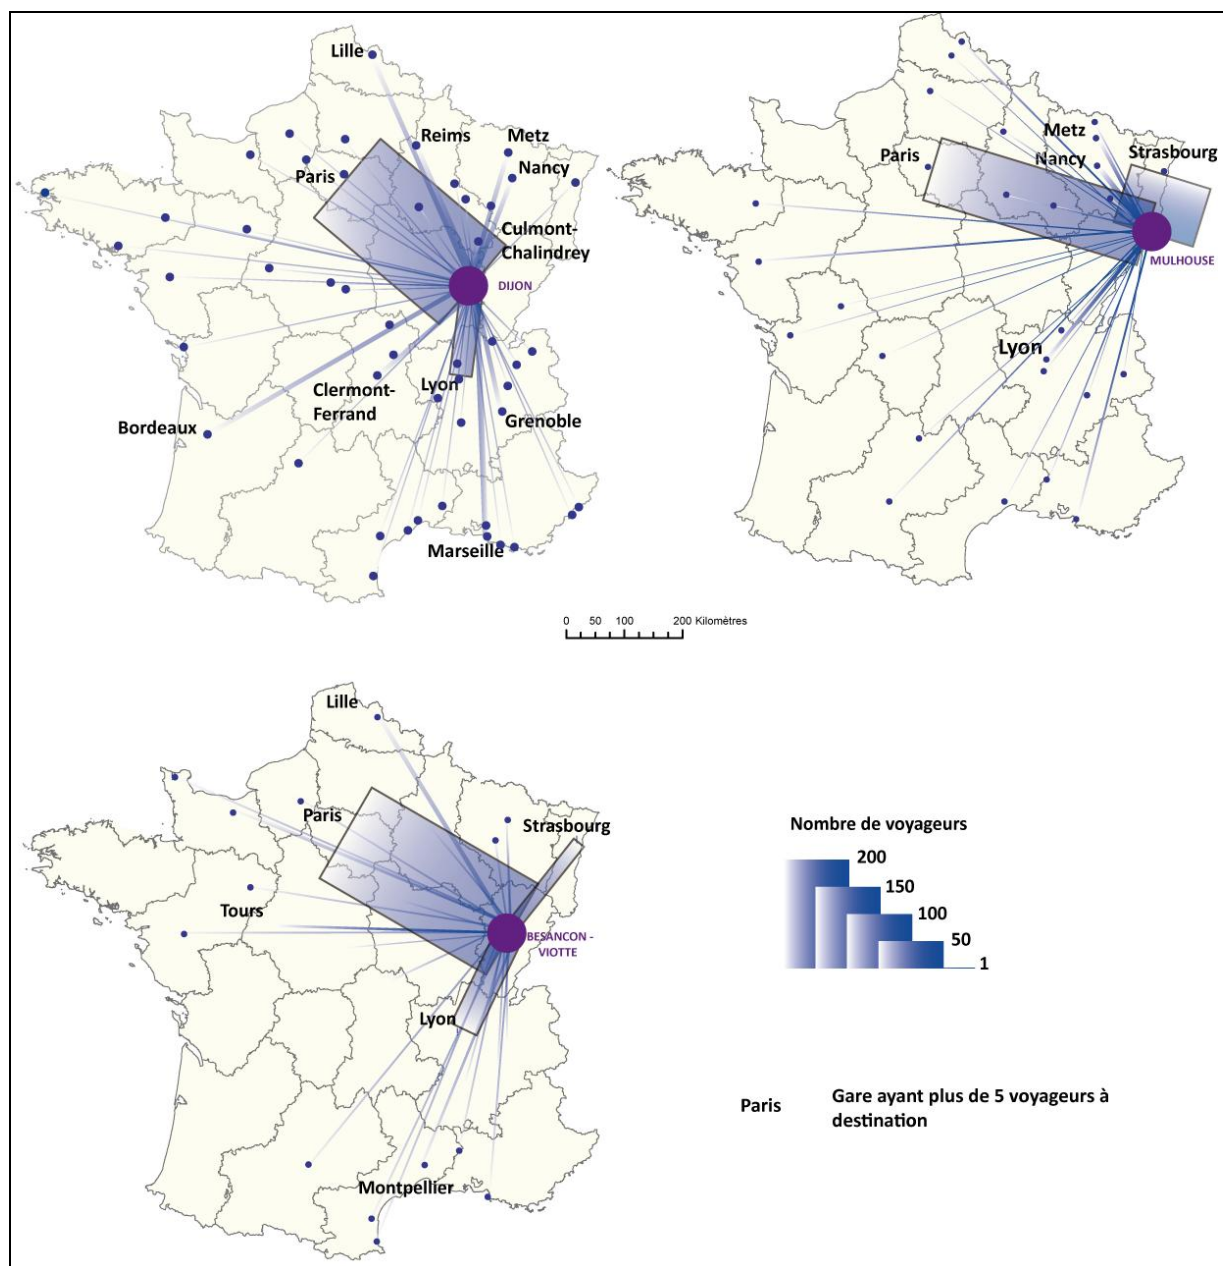 Lille
Reims
Metz
Nancy
Paris
Culmont-
Chalindrey
DIJON
Clermont-
Ferrand
Lyon
Bordeaux
Grenoble
Marseille
Metz
Nancy
Paris
Strasbourg
MULHOUSE
Lyon
0 50 100 200 Kilomètres
Lille
Paris
Strasbourg
Tours
BESANCON -
VIOTTE
Lyon
Montpellier
Nombre de voyageurs
200
150
100
50
1
Paris
Gare ayant plus de 5 voyageurs à
destination